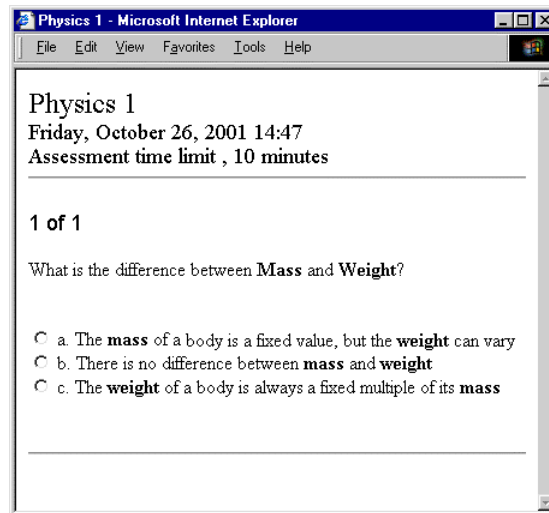 Physics 1 - Microsoft Internet Explorer
File Edit View Favorites Tools Help
Physics 1
Friday, October 26, 2001 14:47
Assessment time limit , 10 minutes
1 of 1
What is the difference between Mass and Weight?
a. The mass of a body is a fixed value, but the weight can vary
b. There is no difference between mass and weight
c. The weight of a body is always a fixed multiple of its mass